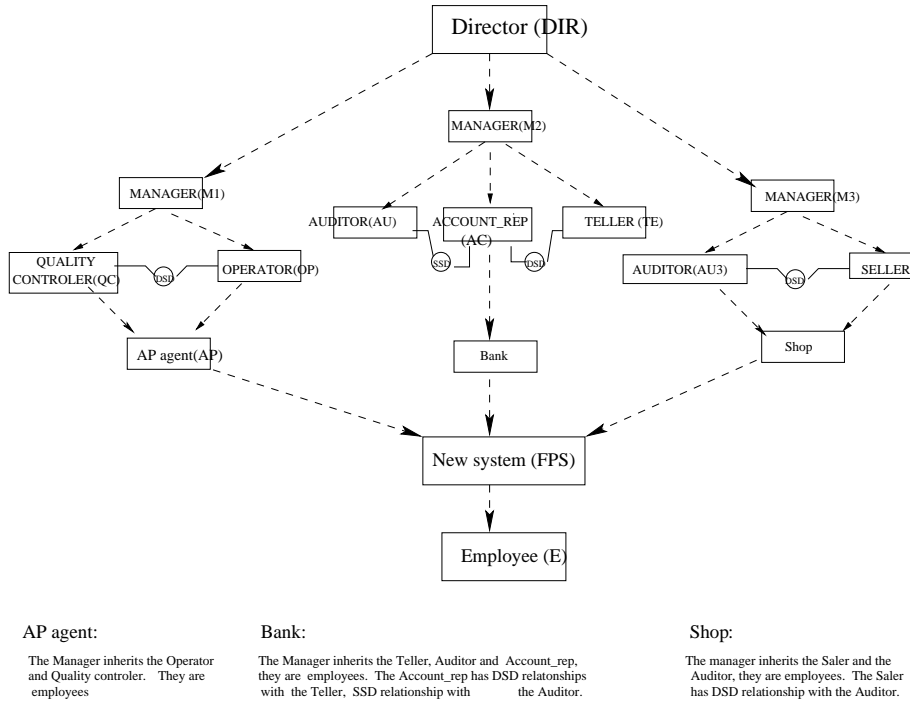 Director (DIR)
MANAGER(M2)
MANAGER(M1)
MANAGER(M3)
AUDITOR(AU)
ACCOUNT_REP
(AC)
TELLER (TE)
SSD
DSD
QUALITY
CONTROLER(QC)
DSD
OPERATOR(OP)
AUDITOR(AU3)
DSD
SELLER
AP agent(AP)
Bank
Shop
New system (FPS)
Employee (E)
AP agent:
The Manager inherits the Operator
and Quality controler. They are
employees
Bank:
The Manager inherits the Teller, Auditor and Account_rep,
they are employees. The Account_rep has DSD relatonships
with the Teller, SSD relationship with the Auditor.
Shop:
The manager inherits the Saler and the
Auditor, they are employees. The Saler
has DSD relationship with the Auditor.